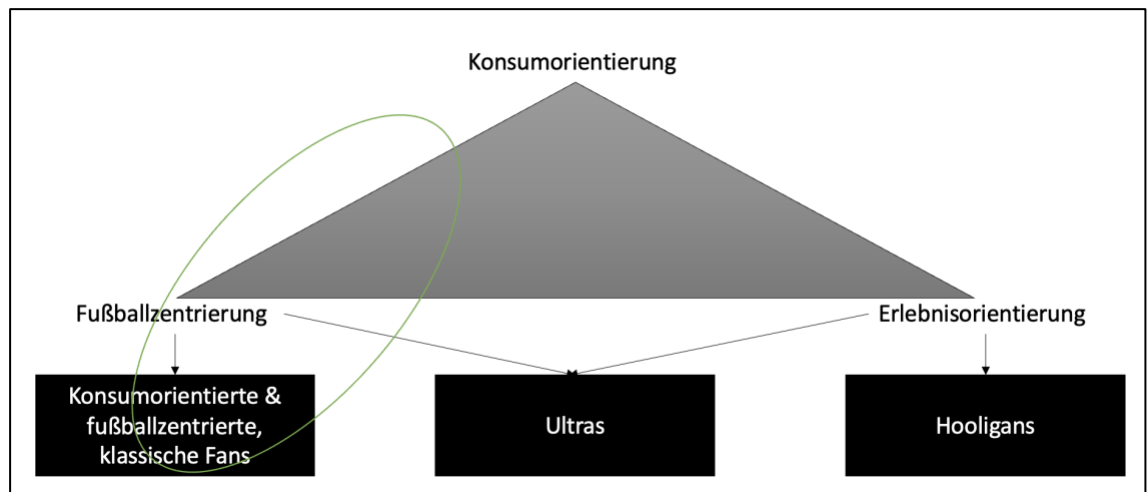 Konsumorientierung
Fußballzentrierung
Erlebnisorientierung
Konsumorientierte &
fußballzentrierte,
klassische Fans
Ultras
Hooligans